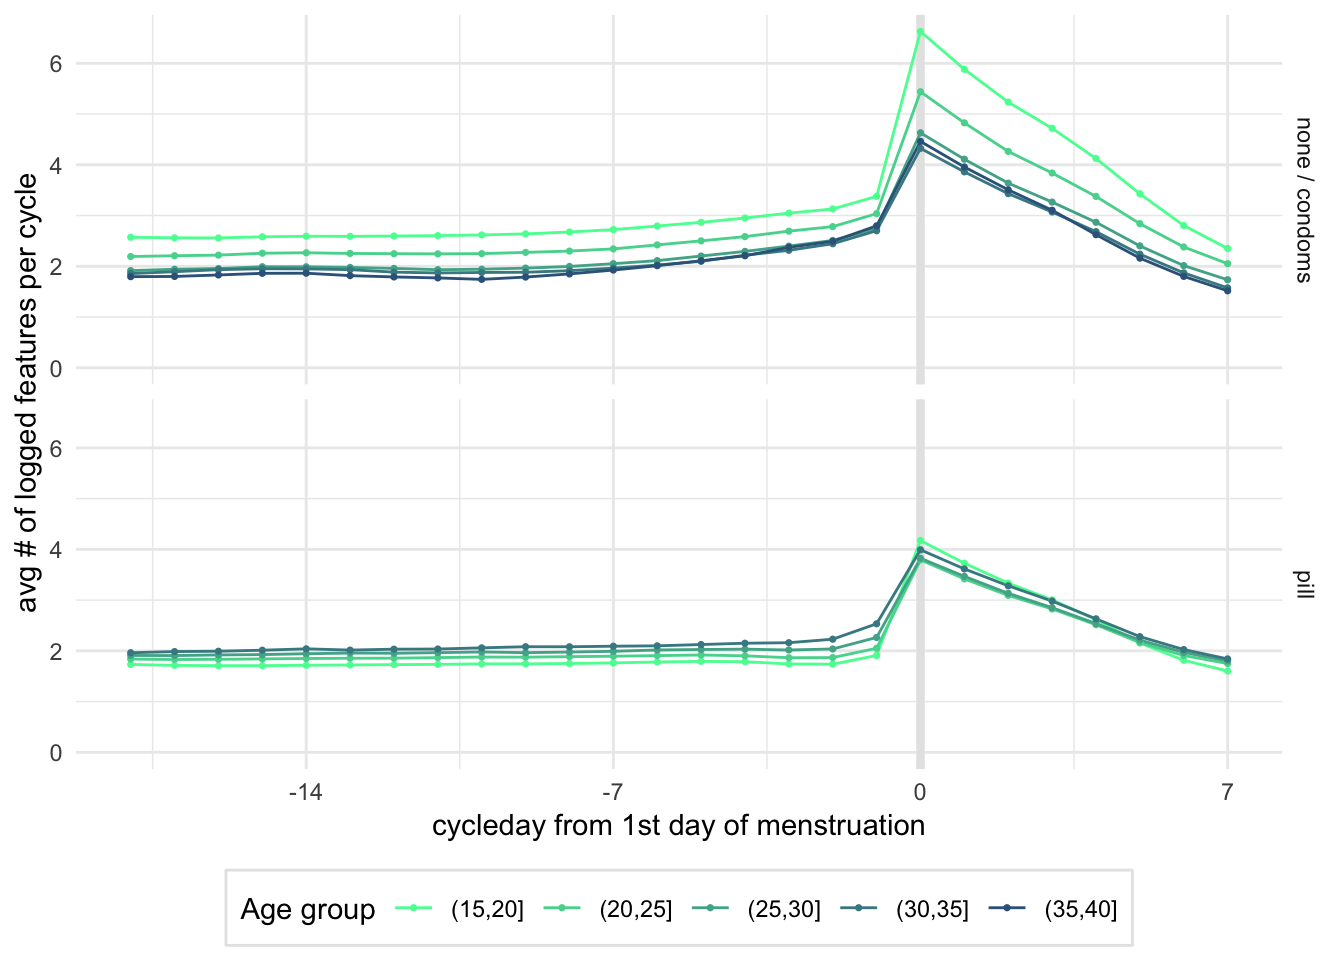 avg # of logged features per cycle
6
4
2
0
none / condoms
6
4
2
0
pill
-14 -7 0 7
cycleday from 1st day of menstruation
Age group (15,20] (20,25] (25,30] (30,35] (35,40]